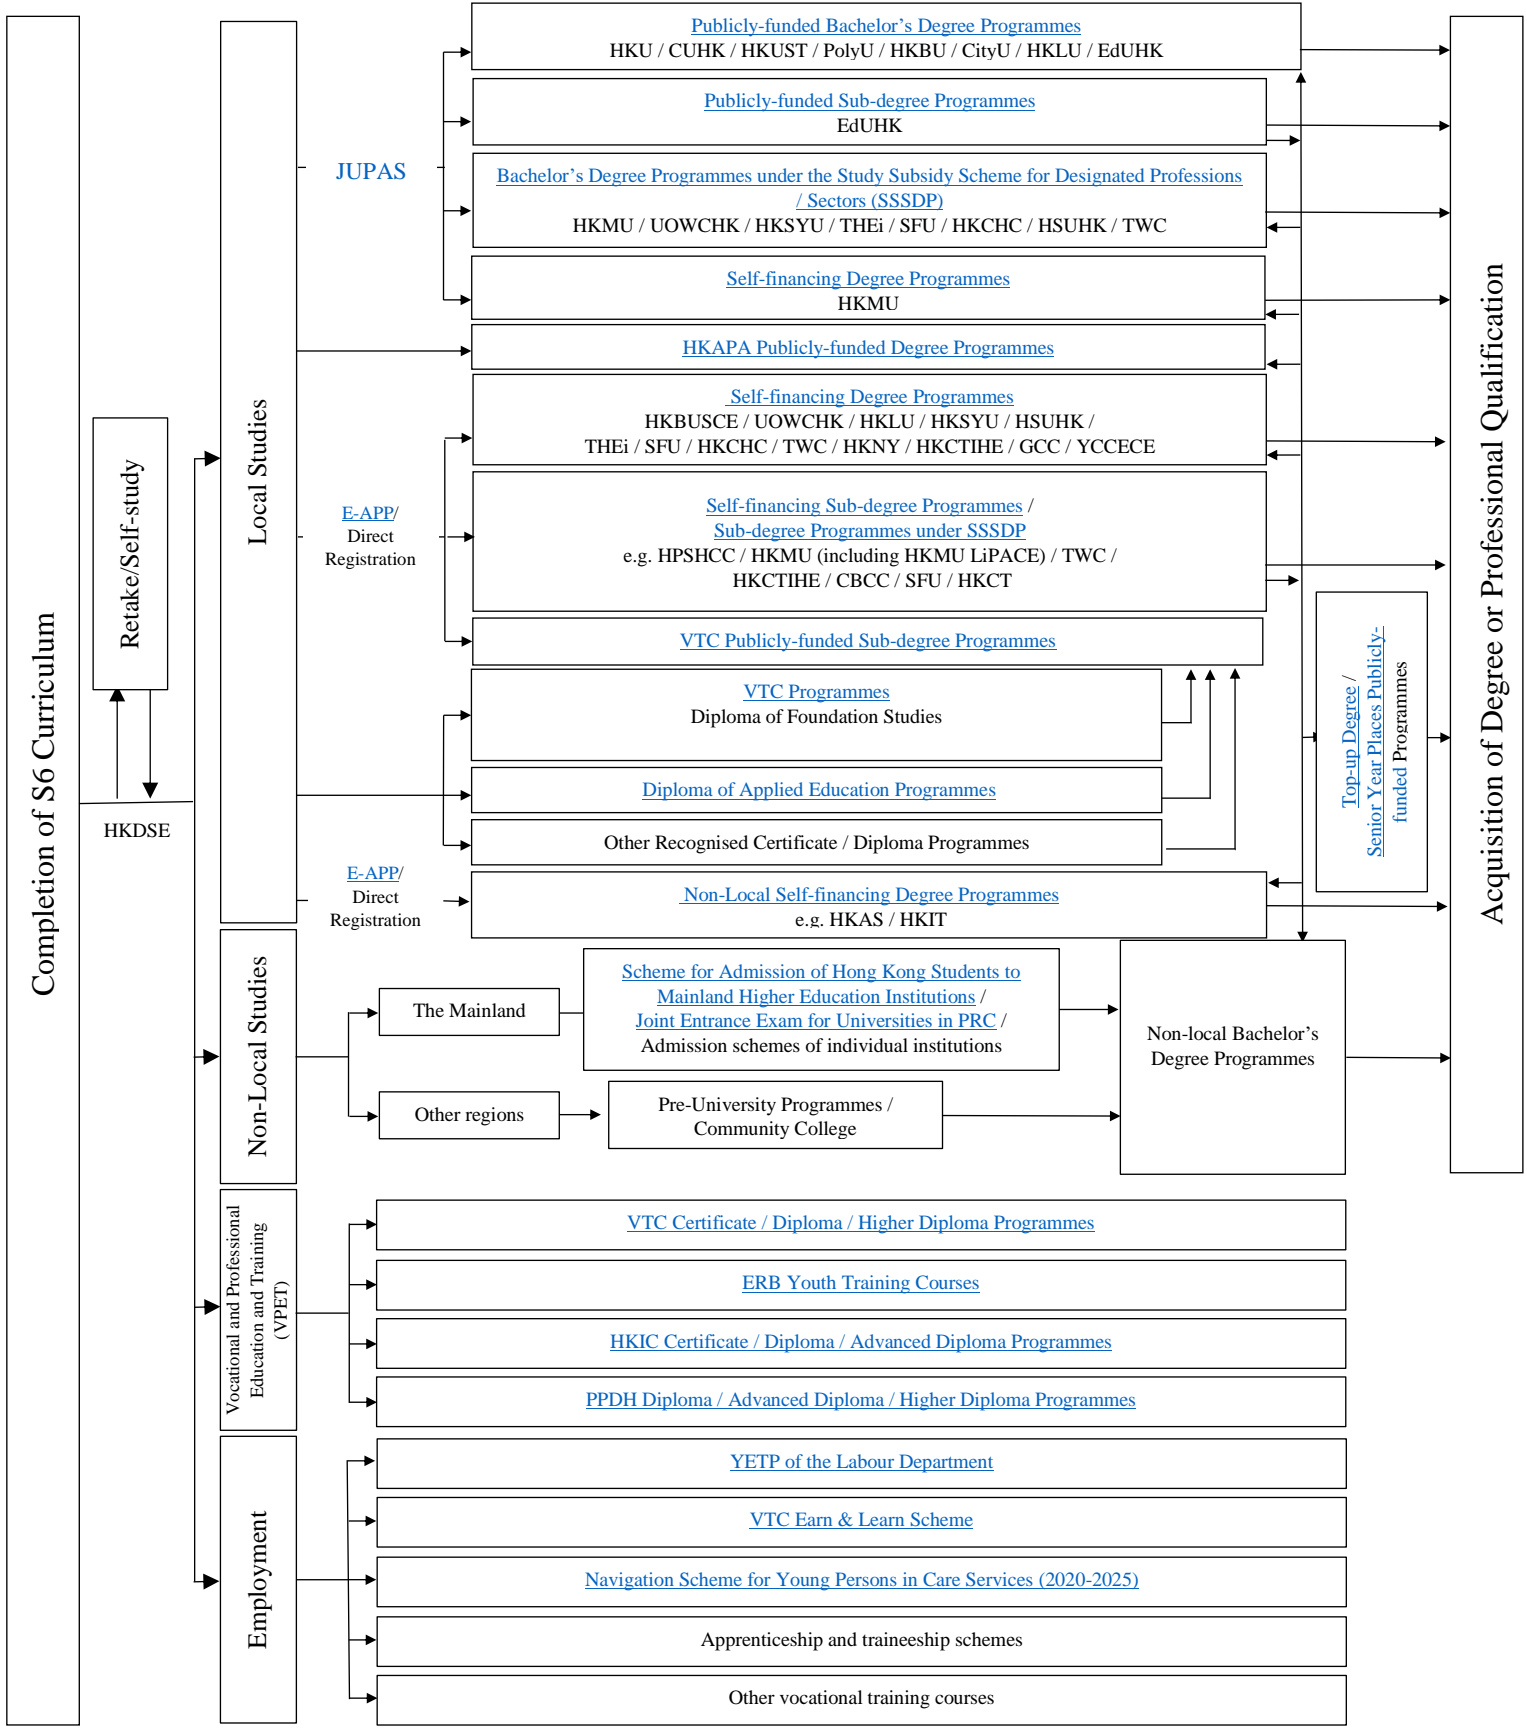 Completion of S6 Curriculum
Retake/Self-study
HKDSE
Local Studies
JUPAS
Publicly-funded Bachelor's Degree Programmes
HKU / CUHK / HKUST / PolyU / HKBU / CityU / HKLU / EdUHK
Publicly-funded Sub-degree Programmes
EdUHK
Bachelor's Degree Programmes under the Study Subsidy Scheme for Designated Professions
/ Sectors (SSSDP)
HKMU / UOWCHK / HKSYU / THEi / SFU / HKCHC / HSUHK / TWC
Self-financing Degree Programmes
HKMU
HKAPA Publicly-funded Degree Programmes
E-APP/
Direct
Registration
Self-financing Degree Programmes
HKBUSCE / UOWCHK / HKLU / HKSYU / HSUHK /
THEi / SFU / HKCHC / TWC / HKNY / HKCTIHE / GCC / YCCECE
Self-financing Sub-degree Programmes /
Sub-degree Programmes under SSSDP
e.g. HPSHCC / HKMU (including HKMU LiPACE) / TWC /
HKCTIHE / CBCC / SFU / HKCT
VTC Publicly-funded Sub-degree Programmes
VTC Programmes
Diploma of Foundation Studies
Diploma of Applied Education Programmes
Other Recognised Certificate / Diploma Programmes
E-APP/
Direct
Registration
Non-Local Self-financing Degree Programmes
e.g. HKAS / HKIT
Top-up Degree /
Senior Year Places Publicly-
funded Programmes
Acquisition of Degree or Professional Qualification
Non-Local Studies
The Mainland
Scheme for Admission of Hong Kong Students to
Mainland Higher Education Institutions /
Joint Entrance Exam for Universities in PRC /
Admission schemes of individual institutions
Other regions
Pre-University Programmes /
Community College
Non-local Bachelor's
Degree Programmes
Vocational and Professional
Education and Training
(VPET)
VTC Certificate / Diploma / Higher Diploma Programmes
ERB Youth Training Courses
HKIC Certificate / Diploma / Advanced Diploma Programmes
PPDH Diploma / Advanced Diploma / Higher Diploma Programmes
Employment
YETP of the Labour Department
VTC Earn & Learn Scheme
Navigation Scheme for Young Persons in Care Services (2020-2025)
Apprenticeship and traineeship schemes
Other vocational training courses